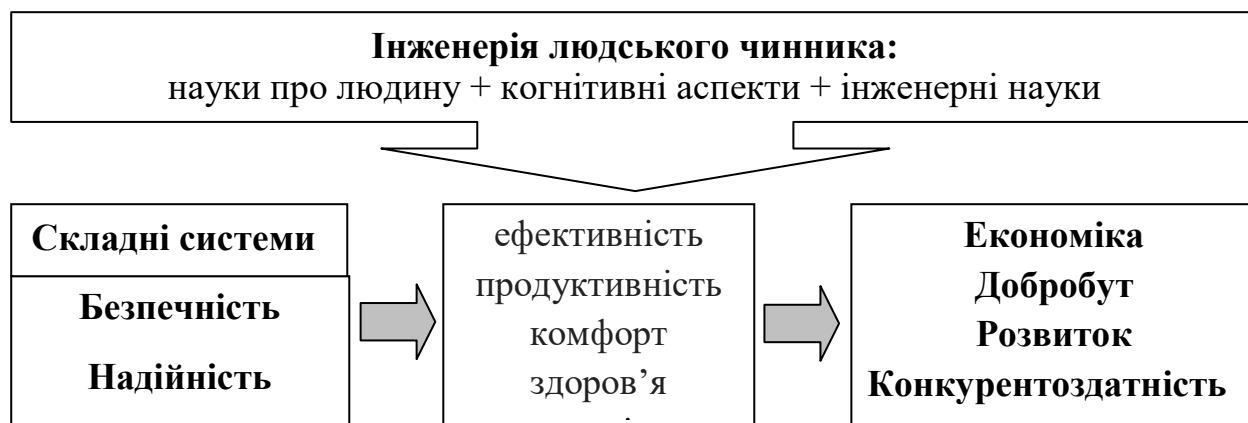 Інженерія людського чинника:
науки про людину + когнітивні аспекти + інженерні науки
Складні системи
Безпечність
Надійність
ефективність
продуктивність
комфорт
здоров’я
Економіка
Добробут
Розвиток
Конкурентоздатність